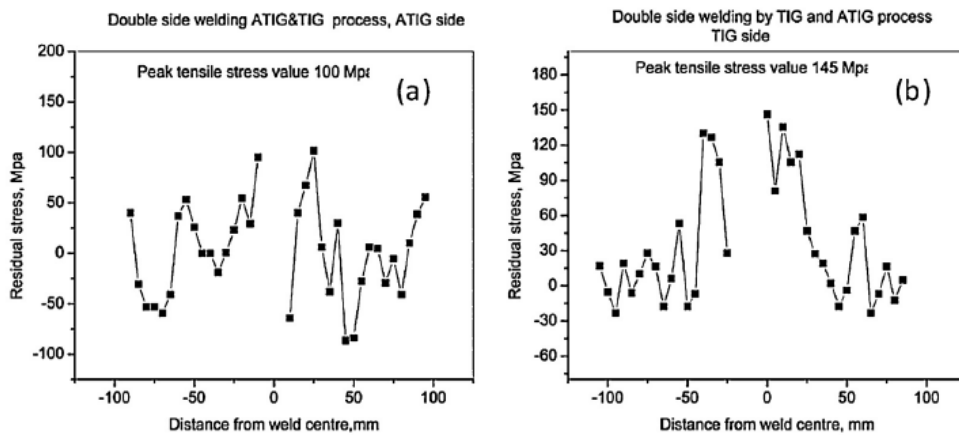 Double side welding ATIG&TIG process, ATIG side
Peak tensile stress value 100 Mpa
(a)
200
150
100
50
0
-50
-100
Residual stress, Mpa
-100
-50
0
50
100
Distance from weld centre,mm
Double side welding by TIG and ATIG process
TIG side
Peak tensile stress value 145 Mpa
(b)
180
150
120
90
60
30
0
-30
-60
Residual stress, Mpa
-100
-50
0
50
100
Distance from weld centre, mm